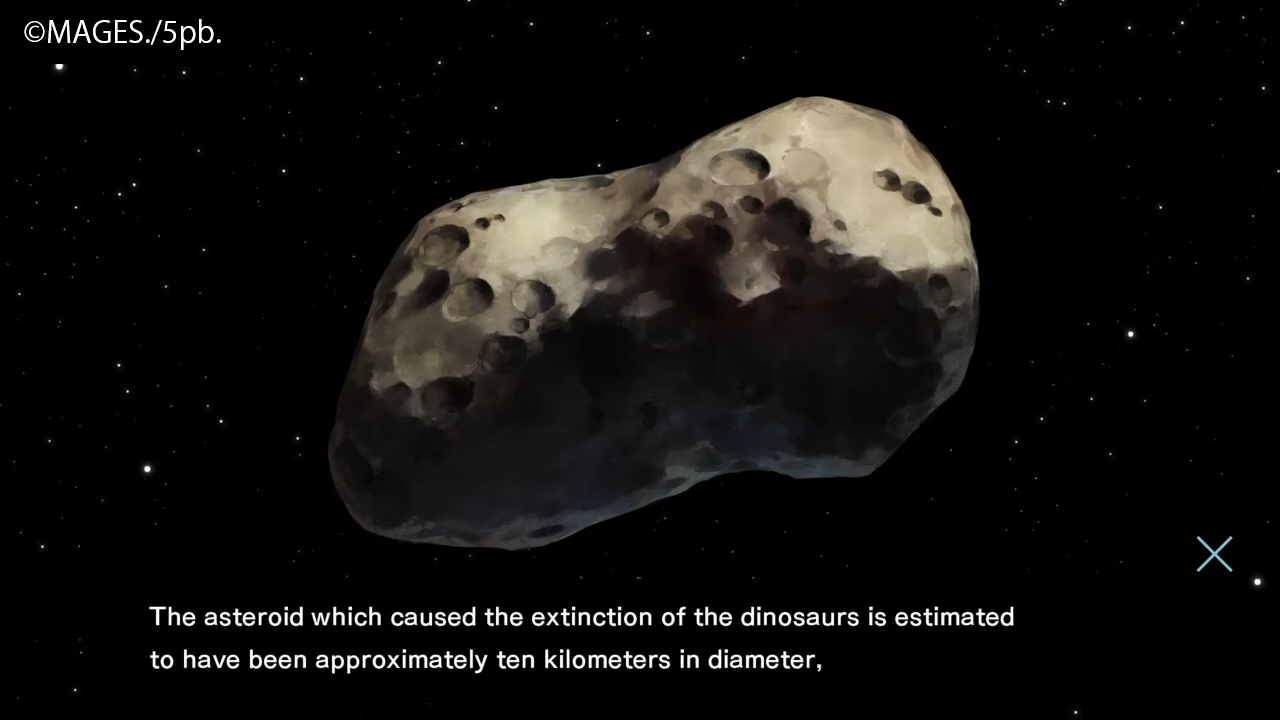 ©MAGES./5pb.
The asteroid which caused the extinction of the dinosaurs is estimated
to have been approximately ten kilometers in diameter,